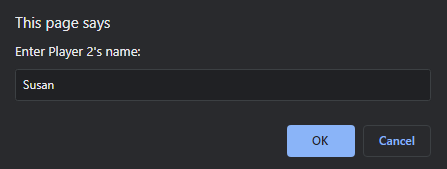 This page says
Enter Player 2's name:
Susan
OK Cancel